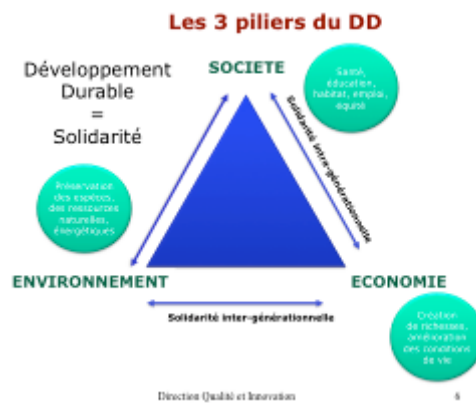 Les 3 piliers du DD
Développement
Durable
=
Solidarité
SOCIETE
Santé,
éducation,
habitat, emploi,
équité
Solidarité intra-générationnelle
Préservation
des espèces,
des ressources
naturelles,
énergétiques
ENVIRONNEMENT
ECONOMIE
Solidarité inter-générationnelle
Création
de richesses,
amélioration
des conditions
de vie
Direction Qualité et Innovation
6